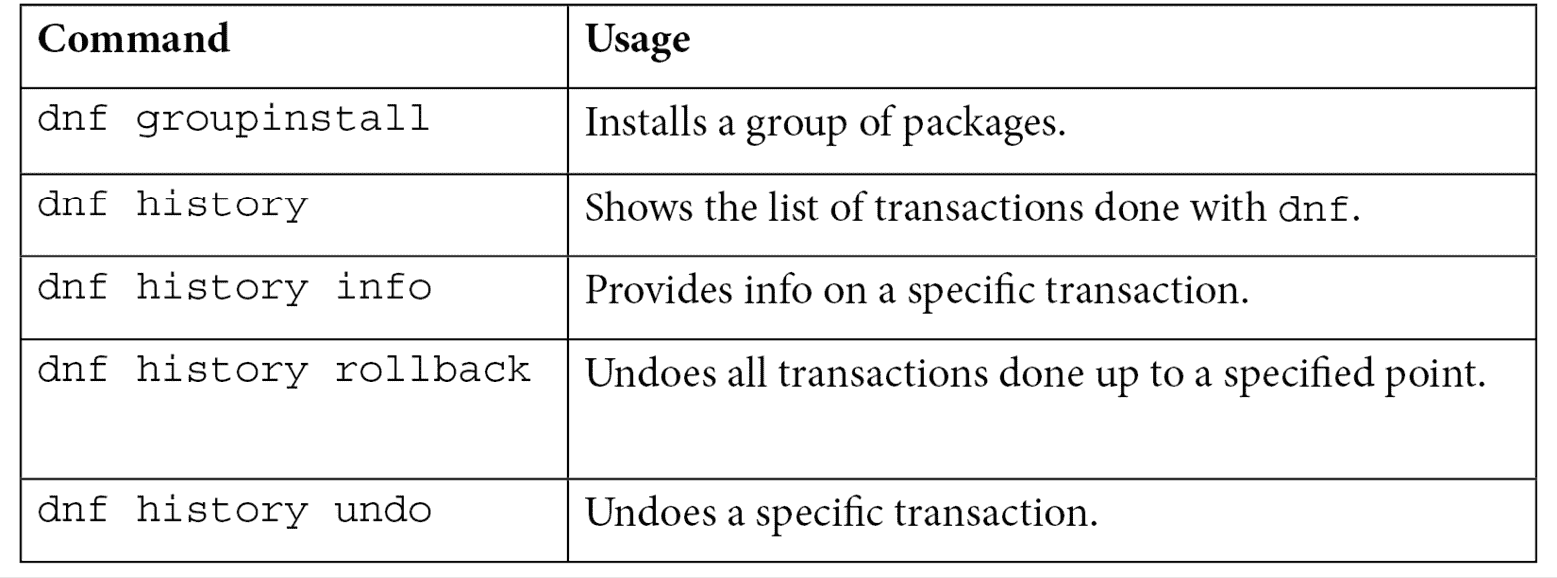 Command Usage
dnf groupinstall Installs a group of packages.
dnf history Shows the list of transactions done with dnf.
dnf history info Provides info on a specific transaction.
dnf history rollback Undoes all transactions done up to a specified point.
dnf history undo Undoes a specific transaction.